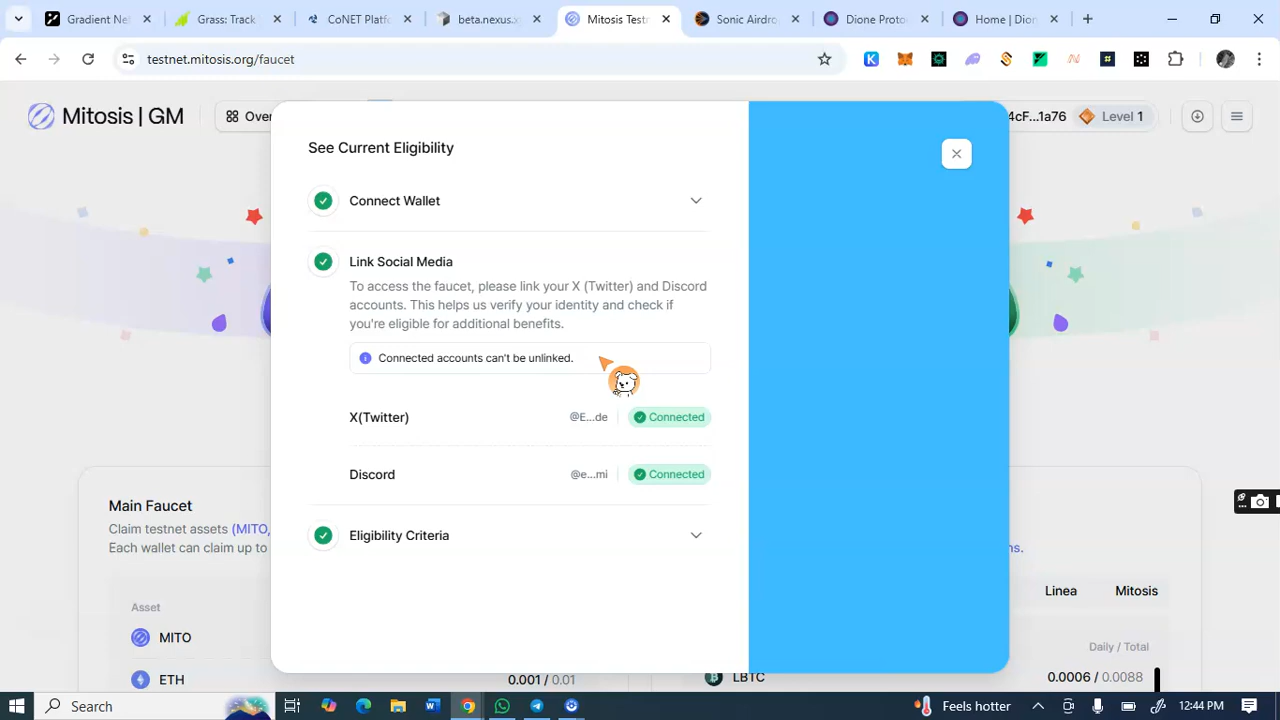 Gradient Ne
Grass: Track
CoNET Platf
beta.nexus.x
Mitosis Testn
Sonic Airdro
Dione Proto
Home | Dion
testnet.mitosis.org/faucet
Mitosis | GM
Over
4cF...1a76
Level 1
See Current Eligibility
Connect Wallet
Link Social Media
To access the faucet, please link your X (Twitter) and Discord
accounts. This helps us verify your identity and check if
you're eligible for additional benefits.
Connected accounts can't be unlinked.
X(Twitter) @E...de Connected
Discord @e...mi Connected
Eligibility Criteria
Main Faucet
Claim testnet assets (MITO,
Each wallet can claim up to
ns.
Linea Mitosis
Asset
Daily / Total
MITO
ETH 0.001 / 0.01
LBTC 0.0006 / 0.0088
Search
Feels hotter
12:44 PM